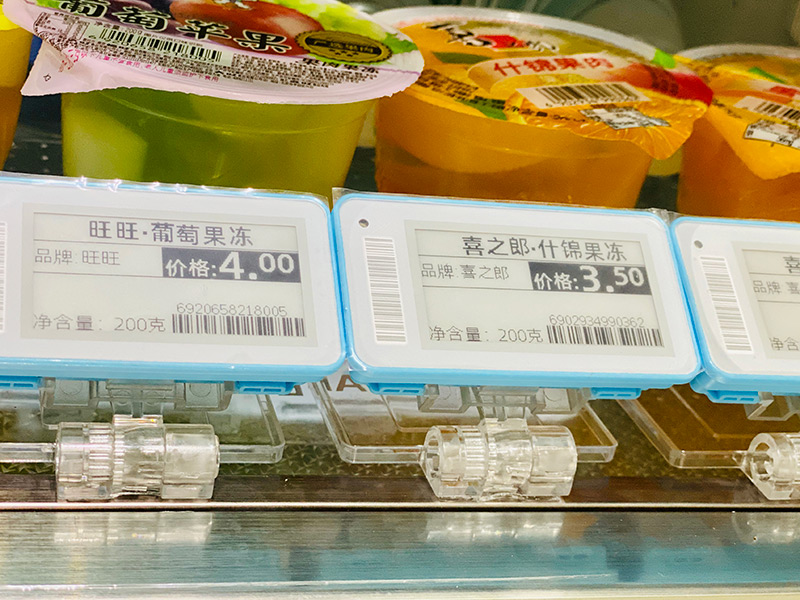 葡萄苹果
什锦果肉
旺旺·葡萄果冻
品牌:旺旺
价格:4.00
6920658218005
净含量: 200克
喜之郎·什锦果冻
品牌:喜之郎
价格:3.50
6902934990362
净含量: 200克
喜
品牌:喜
净含量